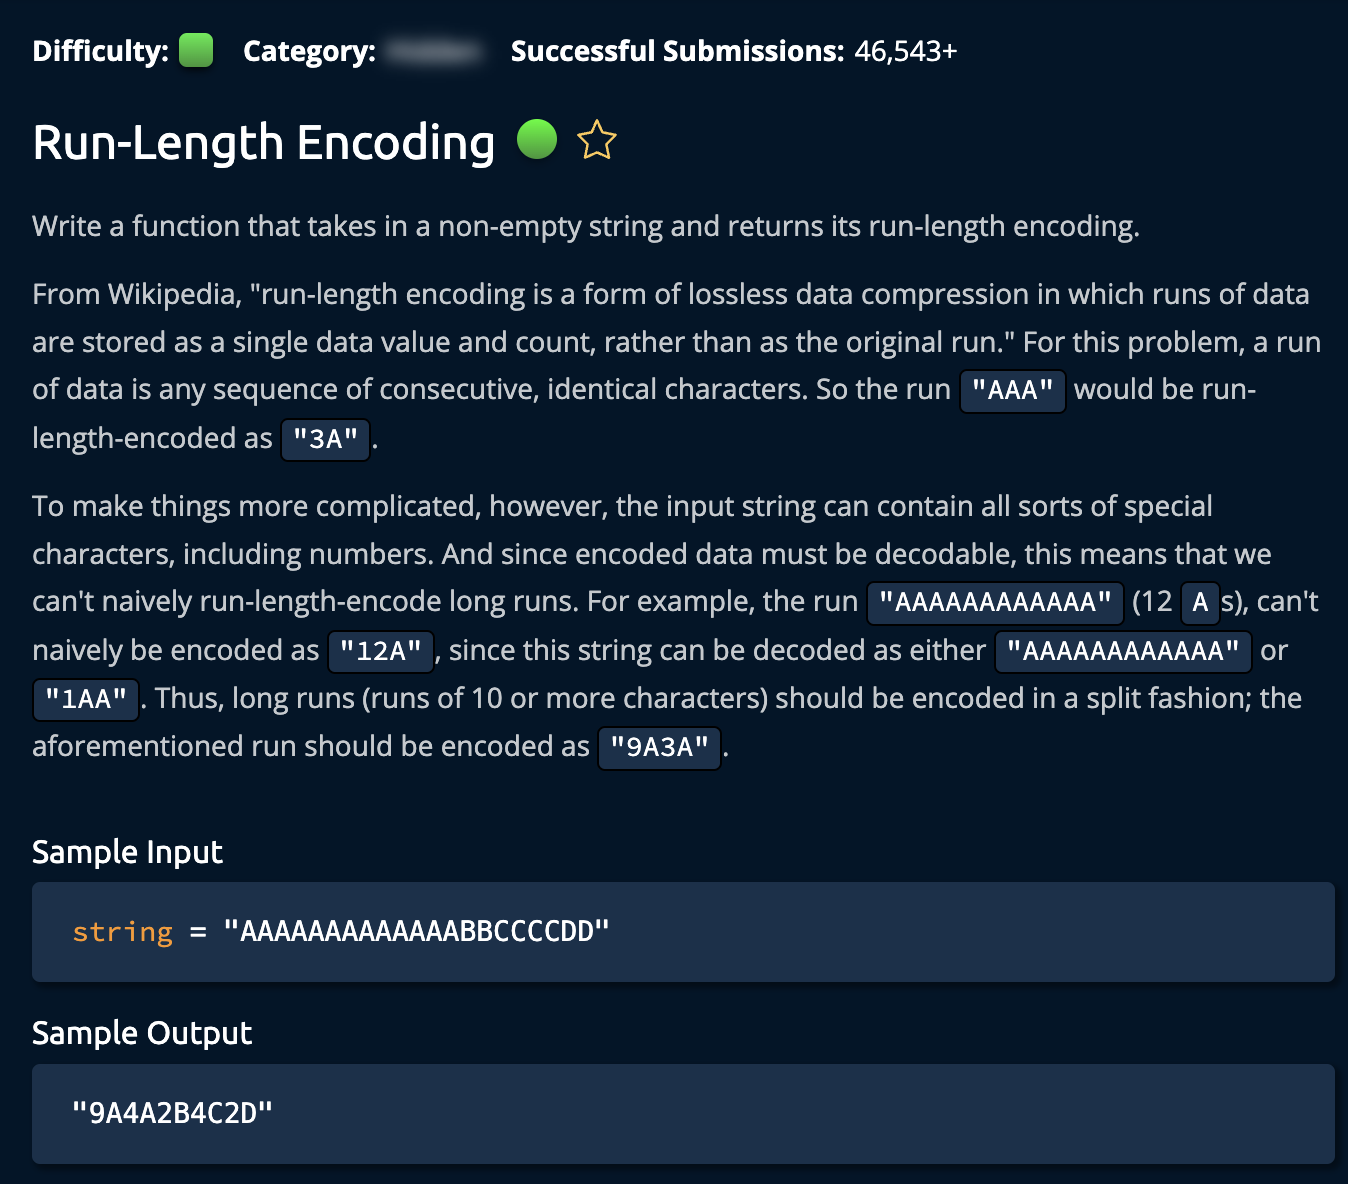 Difficulty: Category: Successful Submissions: 46,543+
Run-Length Encoding
Write a function that takes in a non-empty string and returns its run-length encoding.
From Wikipedia, "run-length encoding is a form of lossless data compression in which runs of data
are stored as a single data value and count, rather than as the original run." For this problem, a run
of data is any sequence of consecutive, identical characters. So the run "AAA" would be run-
length-encoded as "3A".
To make things more complicated, however, the input string can contain all sorts of special
characters, including numbers. And since encoded data must be decodable, this means that we
can't naively run-length-encode long runs. For example, the run "AAAAAAAAAAAA" (12 As), can't
naively be encoded as "12A", since this string can be decoded as either "AAAAAAAAAAAA" or
"1AA". Thus, long runs (runs of 10 or more characters) should be encoded in a split fashion; the
aforementioned run should be encoded as "9A3A".
Sample Input
string = "AAAAAAAAAAAAABBCCCCDD"
Sample Output
"9A4A2B4C2D"